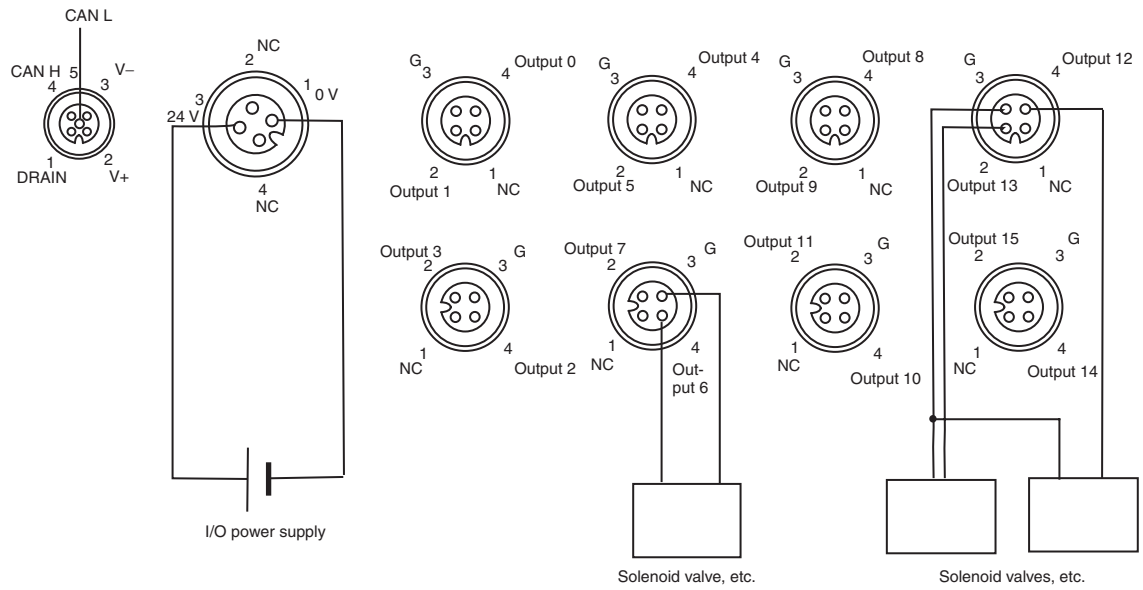 CAN L
CAN H
5
4
3
V–
1
DRAIN
2
V+
NC
2
3
24 V
1
0 V
4
NC
I/O power supply
G
3
4
Output 0
2
Output 1
1
NC
G
3
4
Output 4
2
Output 5
1
NC
G
3
4
Output 8
2
Output 9
1
NC
G
3
4
Output 12
2
Output 13
1
NC
Output 3
2
3
G
1
NC
4
Output 2
Output 7
2
3
G
1
NC
4
Out-
put 6
Output 11
2
3
G
1
NC
4
Output 10
Output 15
2
3
G
1
NC
4
Output 14
Solenoid valve, etc.
Solenoid valves, etc.